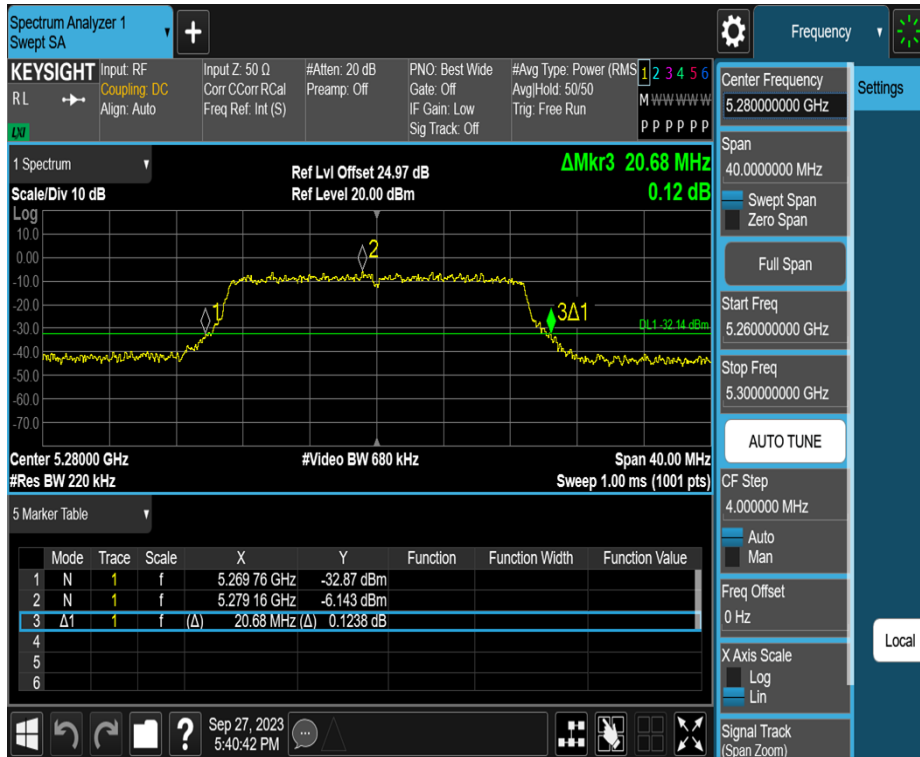 Spectrum Analyzer 1
Swept SA
Frequency
KEYSIGHT
R L
LXI
Input: RF
Coupling: DC
Align: Auto
Input Z: 50 Ω
Corr CCorr RCal
Freq Ref: Int (S)
#Atten: 20 dB
Preamp: Off
PNO: Best Wide
Gate: Off
IF Gain: Low
Sig Track: Off
#Avg Type: Power (RMS
Avg|Hold: 50/50
Trig: Free Run
1 2 3 4 5 6
M W W W W W
P P P P P P
1 Spectrum
Scale/Div 10 dB
Ref Lvl Offset 24.97 dB
Ref Level 20.00 dBm
ΔMkr3 20.68 MHz
0.12 dB
Log
10.0
0.00
-10.0
-20.0
-30.0
-40.0
-50.0
-60.0
-70.0
2
1
3Δ1
DL1 -32.14 dBm
Center 5.28000 GHz
#Video BW 680 kHz
Span 40.00 MHz
#Res BW 220 kHz
Sweep 1.00 ms (1001 pts)
5 Marker Table
Mode Trace Scale X Y Function Function Width Function Value
1 N 1 f 5.269 76 GHz -32.87 dBm
2 N 1 f 5.279 16 GHz -6.143 dBm
3 Δ1 1 f (Δ) 20.68 MHz (Δ) 0.1238 dB
4
5
6
Sep 27, 2023
5:40:42 PM
Center Frequency
5.280000000 GHz
Span
40.0000000 MHz
Swept Span
Zero Span
Full Span
Start Freq
5.260000000 GHz
Stop Freq
5.300000000 GHz
AUTO TUNE
CF Step
4.000000 MHz
Auto
Man
Freq Offset
0 Hz
X Axis Scale
Log
Lin
Signal Track
(Span Zoom)
Settings
Local